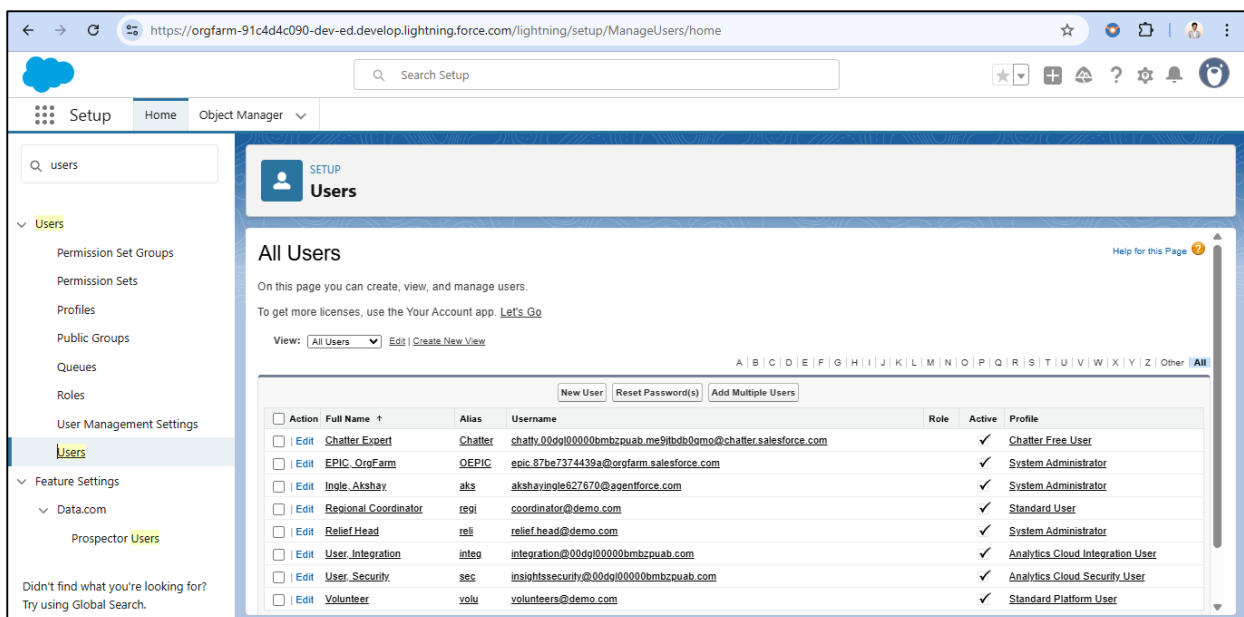 https://orgfarm-91c4d4c090-dev-ed.develop.lightning.force.com/lightning/setup/ManageUsers/home
Search Setup
Setup Home Object Manager
users
Users
Permission Set Groups
Permission Sets
Profiles
Public Groups
Queues
Roles
User Management Settings
Users
Feature Settings
Data.com
Prospector Users
Didn't find what you're looking for?
Try using Global Search.
SETUP
Users
All Users
Help for this Page ?
On this page you can create, view, and manage users.
To get more licenses, use the Your Account app. Let's Go
View: All Users Edit | Create New View
A | B | C | D | E | F | G | H | I | J | K | L | M | N | O | P | Q | R | S | T | U | V | W | X | Y | Z | Other All
New User Reset Password(s) Add Multiple Users
Action Full Name ↑ Alias Username Role Active Profile
| Edit Chatter Expert Chatter chatty.00dgl00000bmbzpuab.me9jtbdb0gmo@chatter.salesforce.com ✓ Chatter Free User
| Edit EPIC, OrgFarm OEPIC epic.87be7374439a@orgfarm.salesforce.com ✓ System Administrator
| Edit Ingle, Akshay aks akshayingle627670@agentforce.com ✓ System Administrator
| Edit Regional Coordinator regi coordinator@demo.com ✓ Standard User
| Edit Relief Head reli relief.head@demo.com ✓ System Administrator
| Edit User, Integration integ integration@00dgl00000bmbzpuab.com ✓ Analytics Cloud Integration User
| Edit User, Security sec insightssecurity@00dgl00000bmbzpuab.com ✓ Analytics Cloud Security User
| Edit Volunteer volu volunteers@demo.com ✓ Standard Platform User